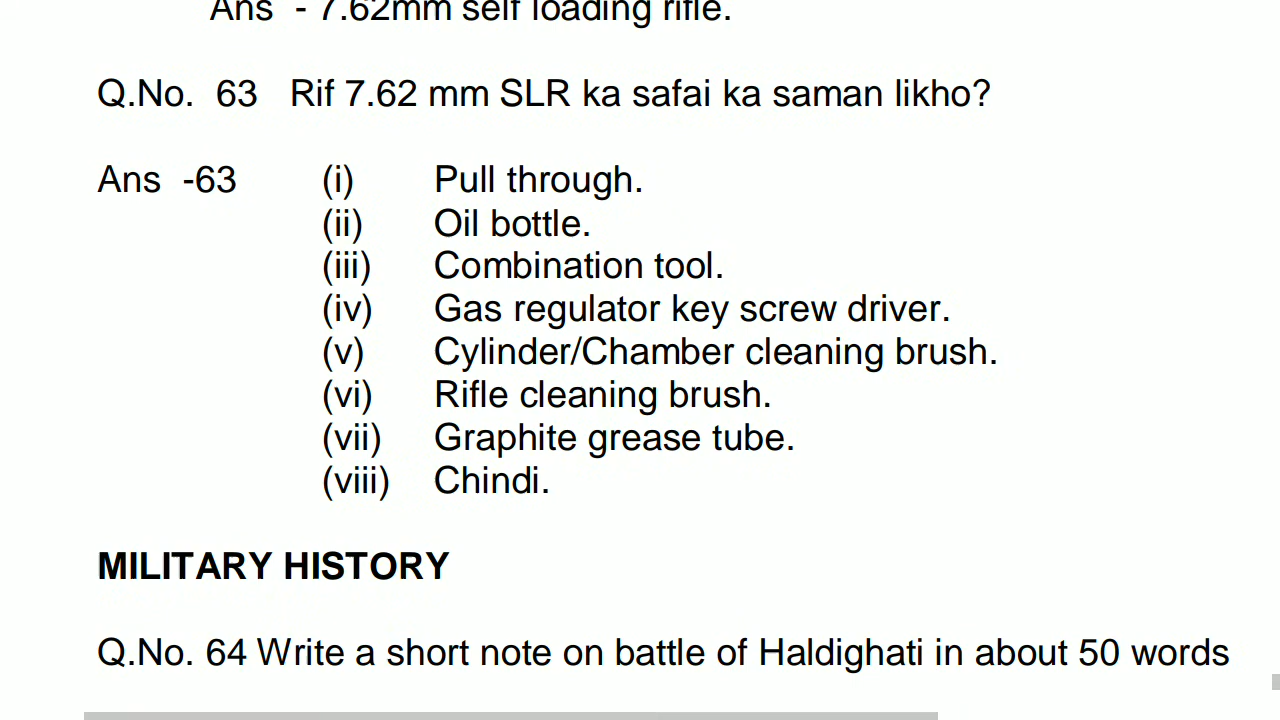 Ans - 7.62mm self loading rifle.
Q.No. 63 Rif 7.62 mm SLR ka safai ka saman likho?
Ans -63 (i) Pull through.
(ii) Oil bottle.
(iii) Combination tool.
(iv) Gas regulator key screw driver.
(v) Cylinder/Chamber cleaning brush.
(vi) Rifle cleaning brush.
(vii) Graphite grease tube.
(viii) Chindi.
MILITARY HISTORY
Q.No. 64 Write a short note on battle of Haldighati in about 50 words